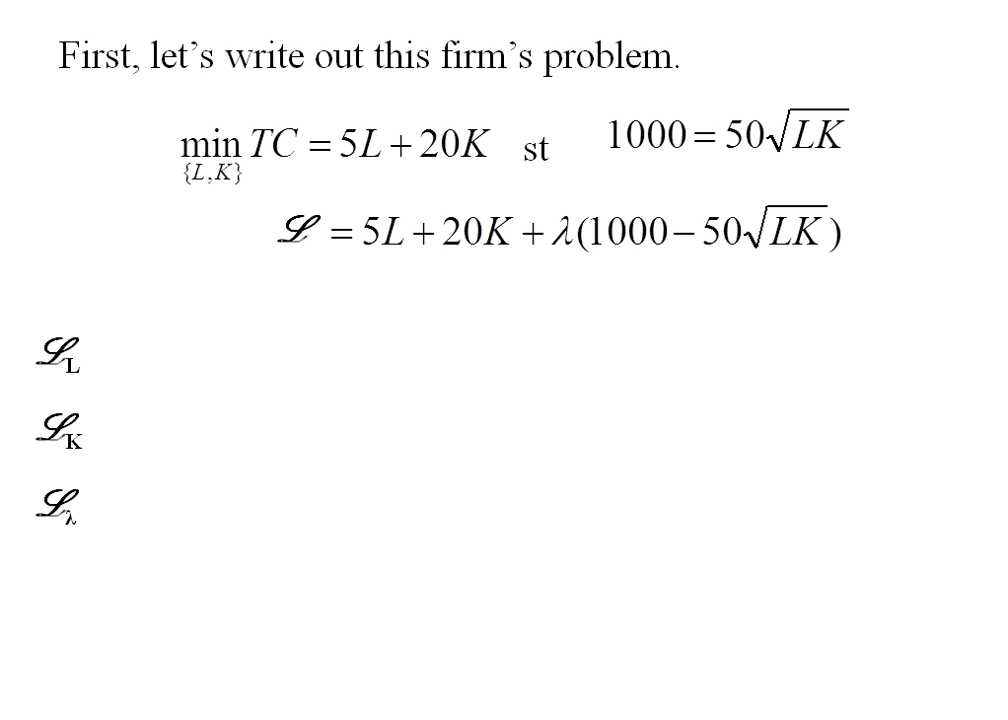 First, let’s write out this firm’s problem.
min TC = 5L + 20K st 1000 = 50√LK
{L,K}
ℒ = 5L + 20K + λ(1000 − 50√LK)
ℒL
ℒK
ℒλ